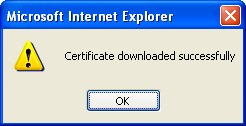 Microsoft Internet Explorer
Certificate downloaded successfully
OK